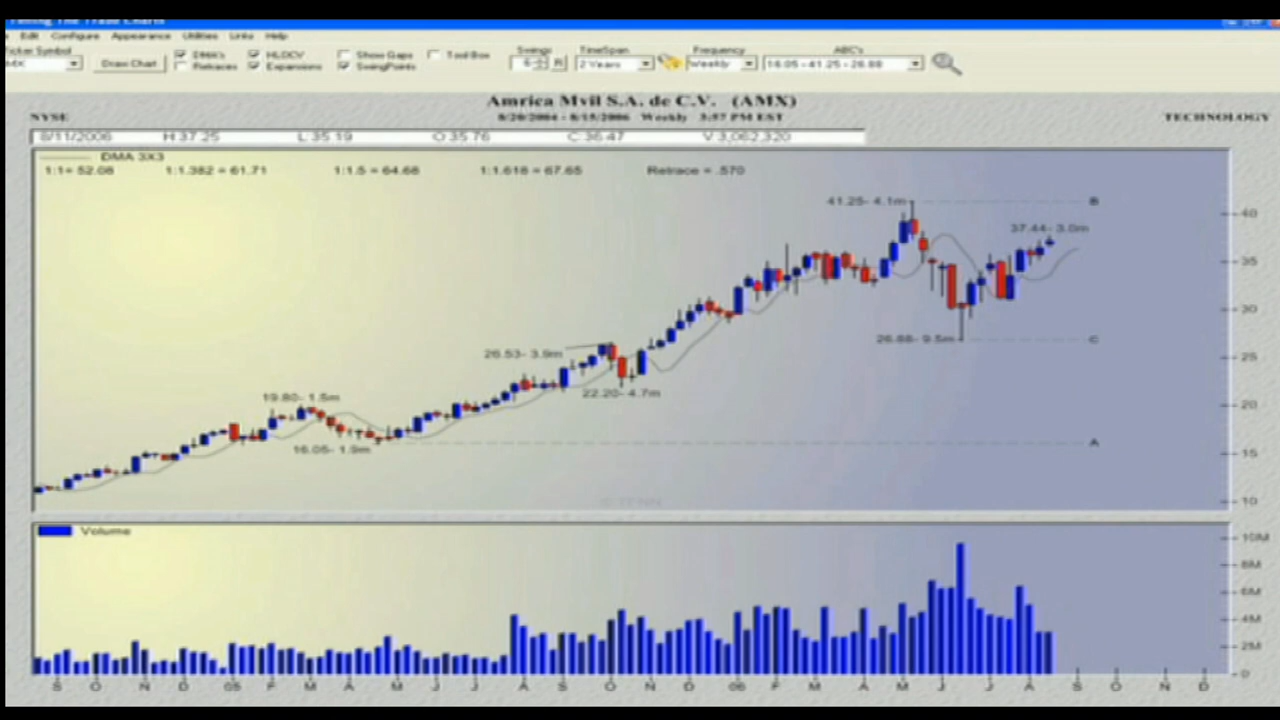 Edit Configure Appearance Utilities Links Help
Ticker Symbol
Draw Chart
DMA's HLOCV Show Gaps Tool Box
Retraces Expansions SwingPoints
Swings TimeSpan Frequency ABC's
2 Years Weekly 16.05 - 41.25 - 26.88
Amrica Mvil S.A. de C.V. (AMX)
NYSE 8/20/2004 - 8/15/2006 Weekly 3:57 PM EST TECHNOLOGY
8/11/2006 H:37.25 L:35.19 O:35.76 C:36.47 V:3,062,320
DMA 3X3
1:1= 52.08 1:1.382 = 61.71 1:1.5 = 64.68 1:1.618 = 67.65 Retrace = .570
41.25- 4.1m B
40
37.44- 3.0m
35
30
26.88- 9.5m C
26.53- 3.9m
25
22.20- 4.7m
19.80- 1.5m
20
16.05- 1.9m A
15
10
Volume
10M
8M
6M
4M
2M
0
S O N D 05 F M A M J J A S O N D 06 F M A M J J A S O N D